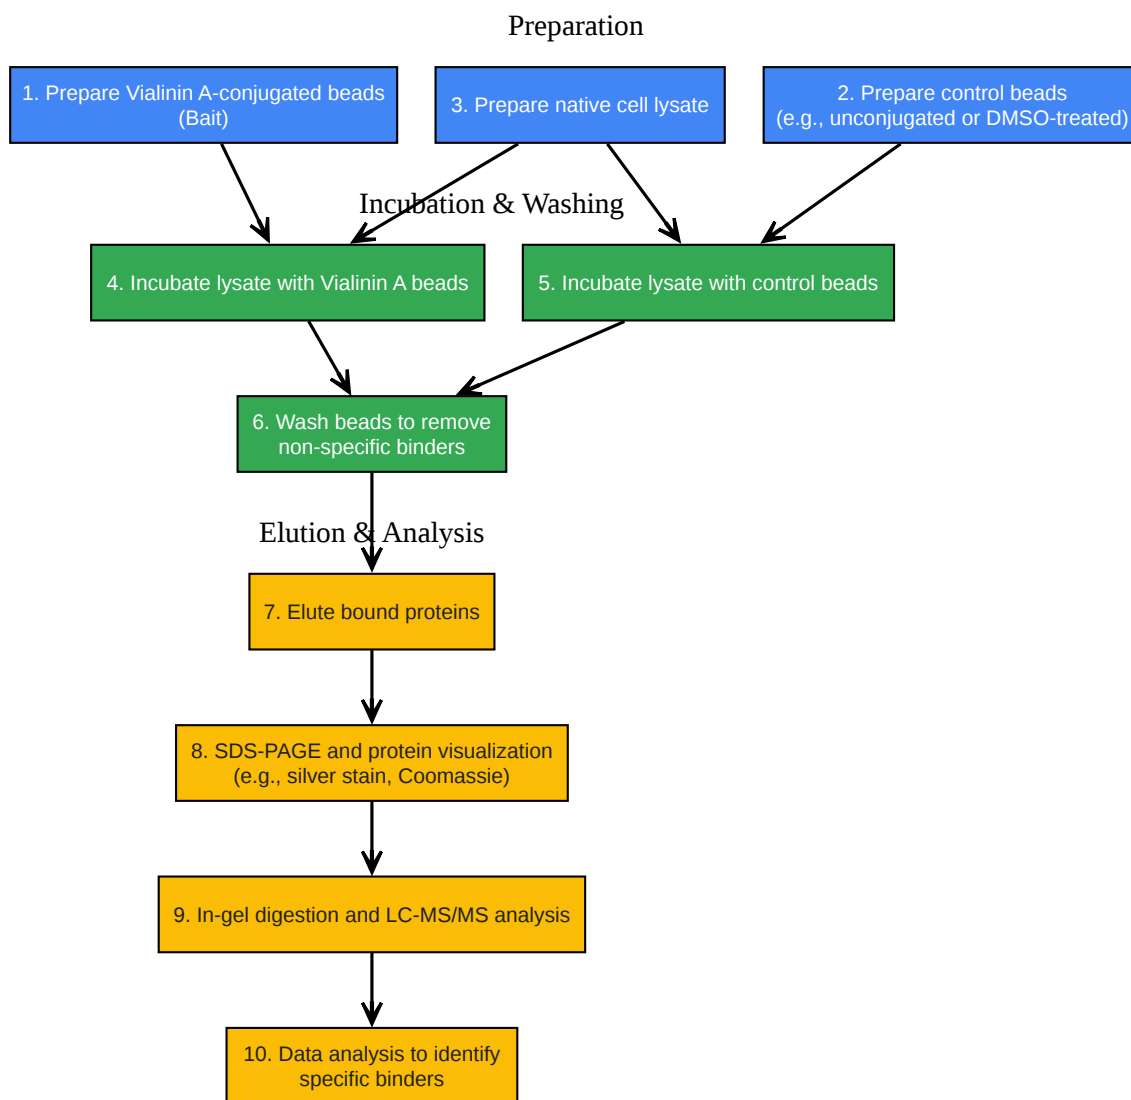 Preparation
1. Prepare Vialinin A-conjugated beads
(Bait)
3. Prepare native cell lysate
2. Prepare control beads
(e.g., unconjugated or DMSO-treated)
Incubation & Washing
4. Incubate lysate with Vialinin A beads
5. Incubate lysate with control beads
6. Wash beads to remove
non-specific binders
Elution & Analysis
7. Elute bound proteins
8. SDS-PAGE and protein visualization
(e.g., silver stain, Coomassie)
9. In-gel digestion and LC-MS/MS analysis
10. Data analysis to identify
specific binders